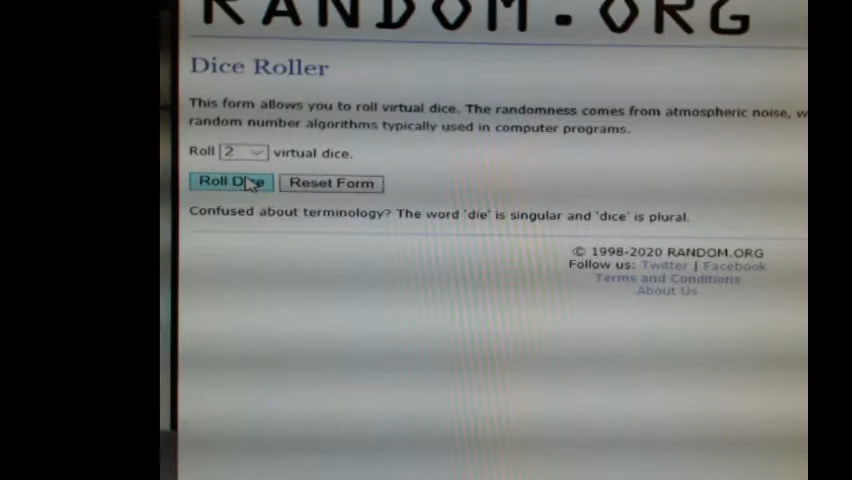 RANDOM.ORG
Dice Roller
This form allows you to roll virtual dice. The randomness comes from atmospheric noise, w
random number algorithms typically used in computer programs.
Roll 2 virtual dice.
Roll Dice Reset Form
Confused about terminology? The word 'die' is singular and 'dice' is plural.
© 1998-2020 RANDOM.ORG
Follow us: Twitter | Facebook
Terms and Conditions
About Us